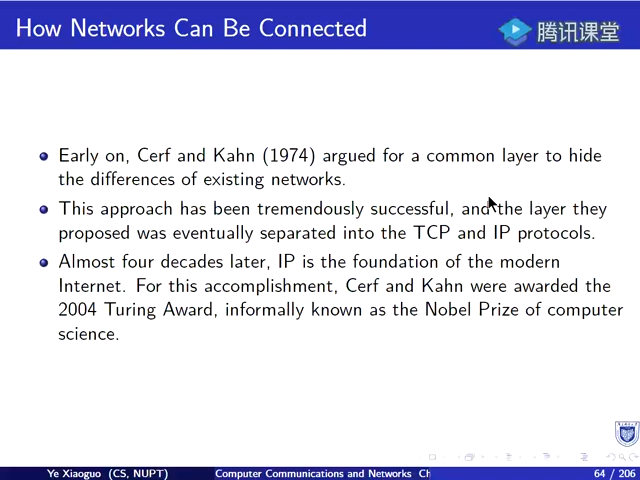 How Networks Can Be Connected
腾讯课堂
Early on, Cerf and Kahn (1974) argued for a common layer to hide
the differences of existing networks.
This approach has been tremendously successful, and the layer they
proposed was eventually separated into the TCP and IP protocols.
Almost four decades later, IP is the foundation of the modern
Internet. For this accomplishment, Cerf and Kahn were awarded the
2004 Turing Award, informally known as the Nobel Prize of computer
science.
Ye Xiaoguo (CS, NUPT) Computer Communications and Networks Ch 64 / 206